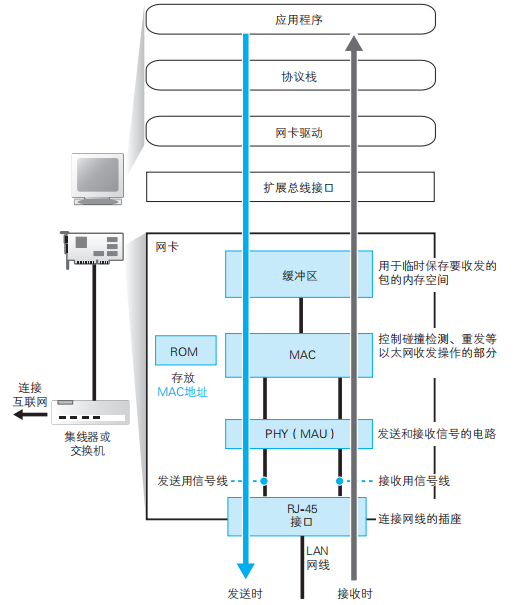 应用程序
协议栈
网卡驱动
扩展总线接口
网卡
缓冲区
用于临时保存要收发的
包的内存空间
ROM
存放
MAC地址
MAC
控制碰撞检测、重发等
以太网收发操作的部分
连接
互联网
集线器或
交换机
PHY（MAU）
发送和接收信号的电路
发送用信号线
接收用信号线
RJ-45
接口
连接网线的插座
LAN
网线
发送时
接收时